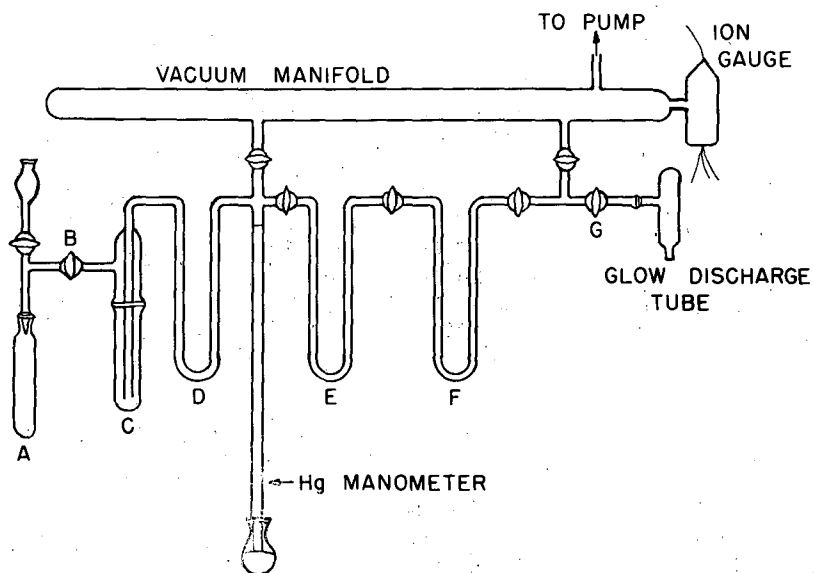 TO PUMP
ION
GAUGE
VACUUM MANIFOLD
B
G
GLOW DISCHARGE
TUBE
D
E
F
C
A
Hg MANOMETER